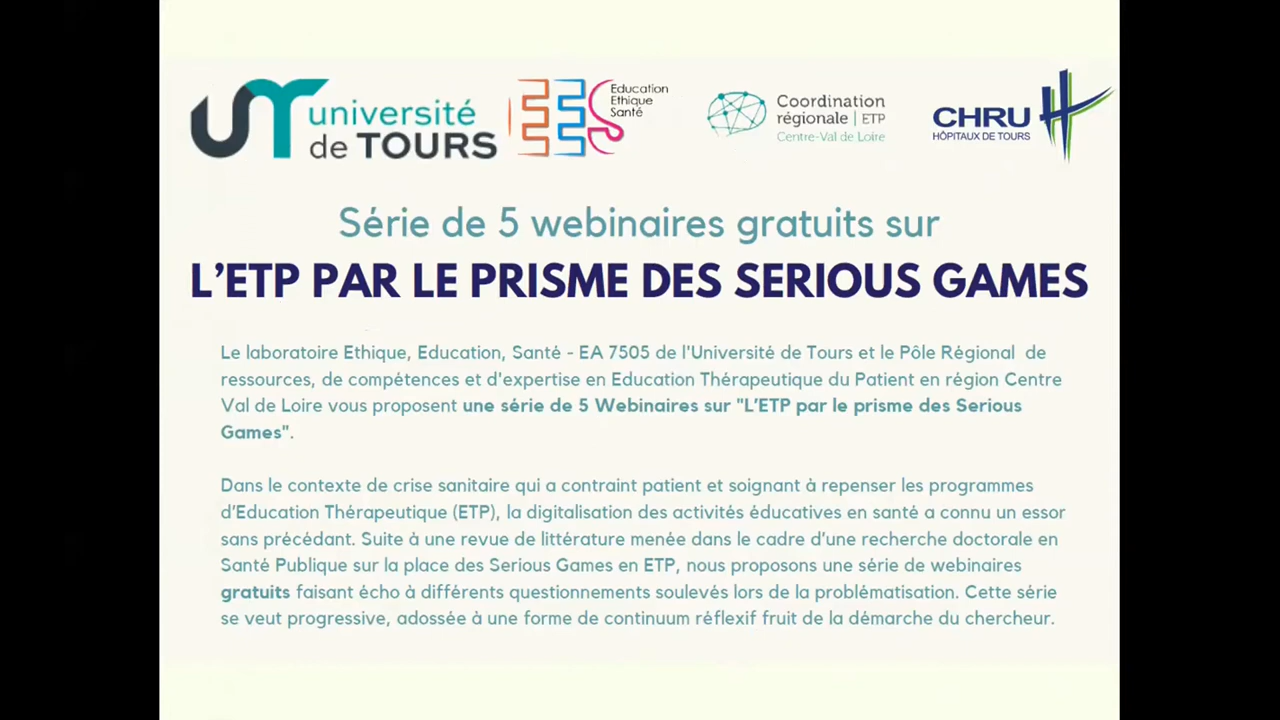 université
de TOURS
Education
Ethique
Santé
Coordination
régionale | ETP
Centre-Val de Loire
CHRU
HÔPITAUX DE TOURS
Série de 5 webinaires gratuits sur
L'ETP PAR LE PRISME DES SERIOUS GAMES
Le laboratoire Ethique, Education, Santé - EA 7505 de l'Université de Tours et le Pôle Régional de
ressources, de compétences et d'expertise en Education Thérapeutique du Patient en région Centre
Val de Loire vous proposent une série de 5 Webinaires sur "L'ETP par le prisme des Serious
Games".
Dans le contexte de crise sanitaire qui a contraint patient et soignant à repenser les programmes
d'Education Thérapeutique (ETP), la digitalisation des activités éducatives en santé a connu un essor
sans précédant. Suite à une revue de littérature menée dans le cadre d'une recherche doctorale en
Santé Publique sur la place des Serious Games en ETP, nous proposons une série de webinaires
gratuits faisant écho à différents questionnements soulevés lors de la problématisation. Cette série
se veut progressive, adossée à une forme de continuum réflexif fruit de la démarche du chercheur.